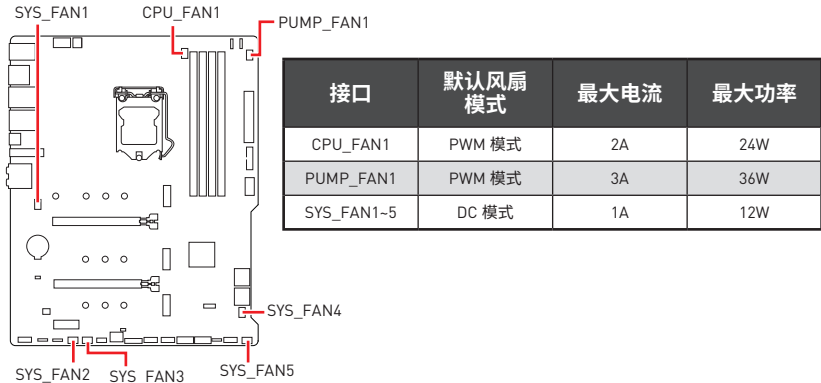 SYS_FAN1
CPU_FAN1
PUMP_FAN1
接口 默认风扇模式 最大电流 最大功率
CPU_FAN1 PWM 模式 2A 24W
PUMP_FAN1 PWM 模式 3A 36W
SYS_FAN1~5 DC 模式 1A 12W
SYS_FAN4
SYS_FAN2
SYS_FAN3
SYS_FAN5